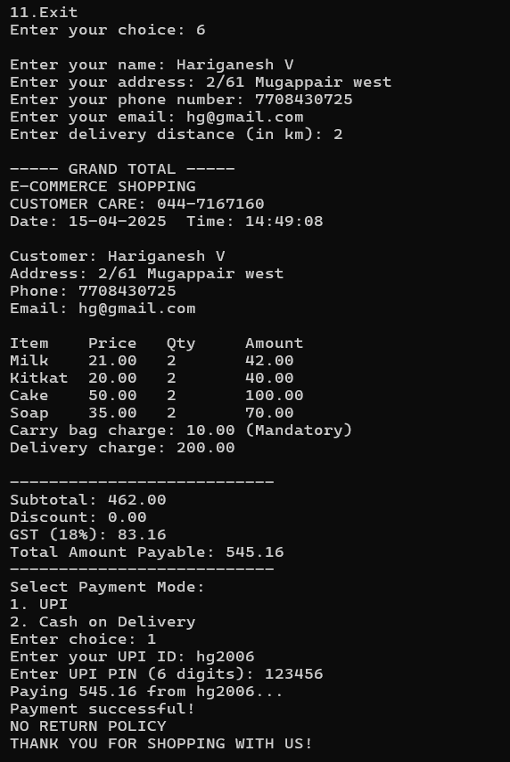 11.Exit
Enter your choice: 6
Enter your name: Hariganesh V
Enter your address: 2/61 Mugappair west
Enter your phone number: 7708430725
Enter your email: hg@gmail.com
Enter delivery distance (in km): 2
----- GRAND TOTAL -----
E-COMMERCE SHOPPING
CUSTOMER CARE: 044-7167160
Date: 15-04-2025  Time: 14:49:08
Customer: Hariganesh V
Address: 2/61 Mugappair west
Phone: 7708430725
Email: hg@gmail.com
Item    Price   Qty     Amount
Milk    21.00   2       42.00
Kitkat  20.00   2       40.00
Cake    50.00   2       100.00
Soap    35.00   2       70.00
Carry bag charge: 10.00 (Mandatory)
Delivery charge: 200.00
---------------------------
Subtotal: 462.00
Discount: 0.00
GST (18%): 83.16
Total Amount Payable: 545.16
---------------------------
Select Payment Mode:
1. UPI
2. Cash on Delivery
Enter choice: 1
Enter your UPI ID: hg2006
Enter UPI PIN (6 digits): 123456
Paying 545.16 from hg2006...
Payment successful!
NO RETURN POLICY
THANK YOU FOR SHOPPING WITH US!